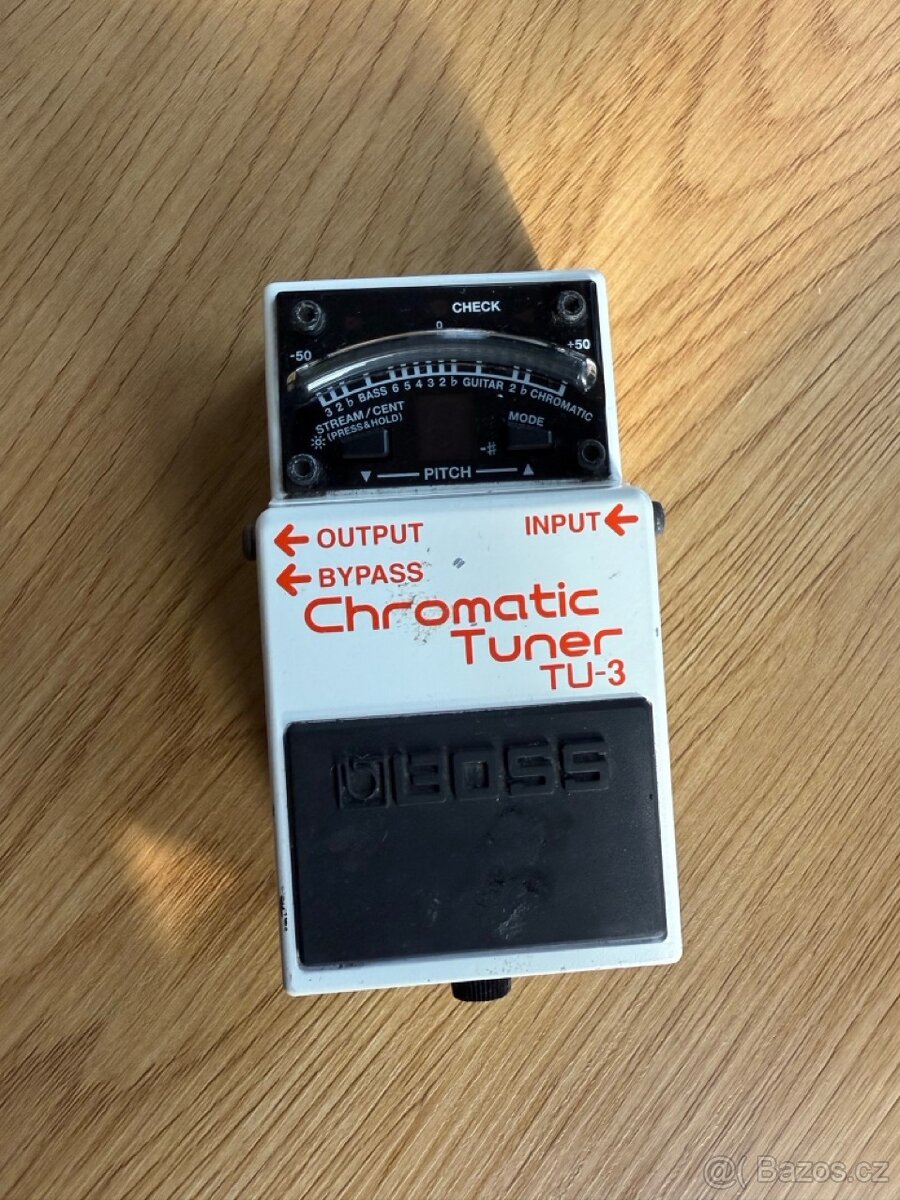 CHECK
0
-50 +50
3 2 ♭ BASS 6 5 4 3 2 ♭ GUITAR 2 ♭ CHROMATIC
STREAM/CENT
(PRESS&HOLD)
MODE
-#
▼ — PITCH — ▲
← OUTPUT
INPUT ←
← BYPASS
Chromatic
Tuner
TU-3
BOSS
@( Bazos.cz